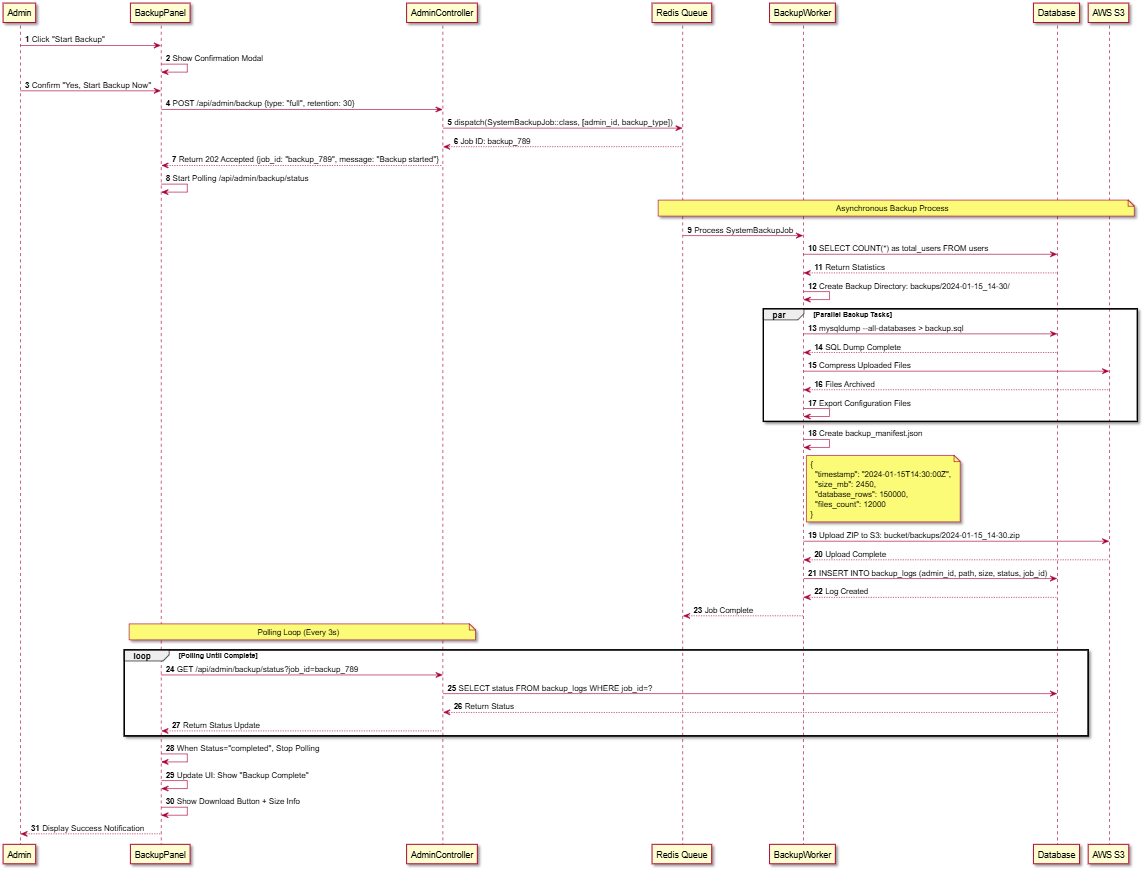 Admin BackupPanel AdminController Redis Queue BackupWorker Database AWS S3
1 Click "Start Backup"
2 Show Confirmation Modal
3 Confirm "Yes, Start Backup Now"
4 POST /api/admin/backup {type: "full", retention: 30}
5 dispatch(SystemBackupJob::class, [admin_id, backup_type])
6 Job ID: backup_789
7 Return 202 Accepted {job_id: "backup_789", message: "Backup started"}
8 Start Polling /api/admin/backup/status
Asynchronous Backup Process
9 Process SystemBackupJob
10 SELECT COUNT(*) as total_users FROM users
11 Return Statistics
12 Create Backup Directory: backups/2024-01-15_14-30/
par [Parallel Backup Tasks]
13 mysqldump --all-databases > backup.sql
14 SQL Dump Complete
15 Compress Uploaded Files
16 Files Archived
17 Export Configuration Files
18 Create backup_manifest.json
{
"timestamp": "2024-01-15T14:30:00Z",
"size_mb": 2450,
"database_rows": 150000,
"files_count": 12000
}
19 Upload ZIP to S3: bucket/backups/2024-01-15_14-30.zip
20 Upload Complete
21 INSERT INTO backup_logs (admin_id, path, size, status, job_id)
22 Log Created
23 Job Complete
Polling Loop (Every 3s)
loop [Polling Until Complete]
24 GET /api/admin/backup/status?job_id=backup_789
25 SELECT status FROM backup_logs WHERE job_id=?
26 Return Status
27 Return Status Update
28 When Status="completed", Stop Polling
29 Update UI: Show "Backup Complete"
30 Show Download Button + Size Info
31 Display Success Notification
Admin BackupPanel AdminController Redis Queue BackupWorker Database AWS S3